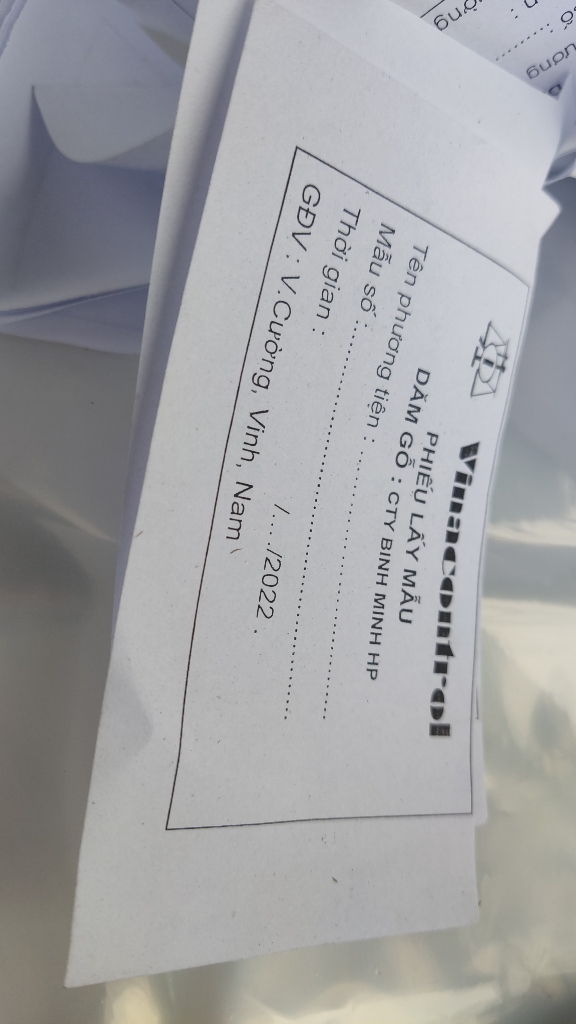 Vinacontrol
PHIẾU LẤY MẪU
DĂM GỖ : CTY BINH MINH HP
Tên phương tiện : ................................
Mẫu số : ................................................
Thời gian : / .../2022 .
GĐV : V.Cường, Vinh, Nam